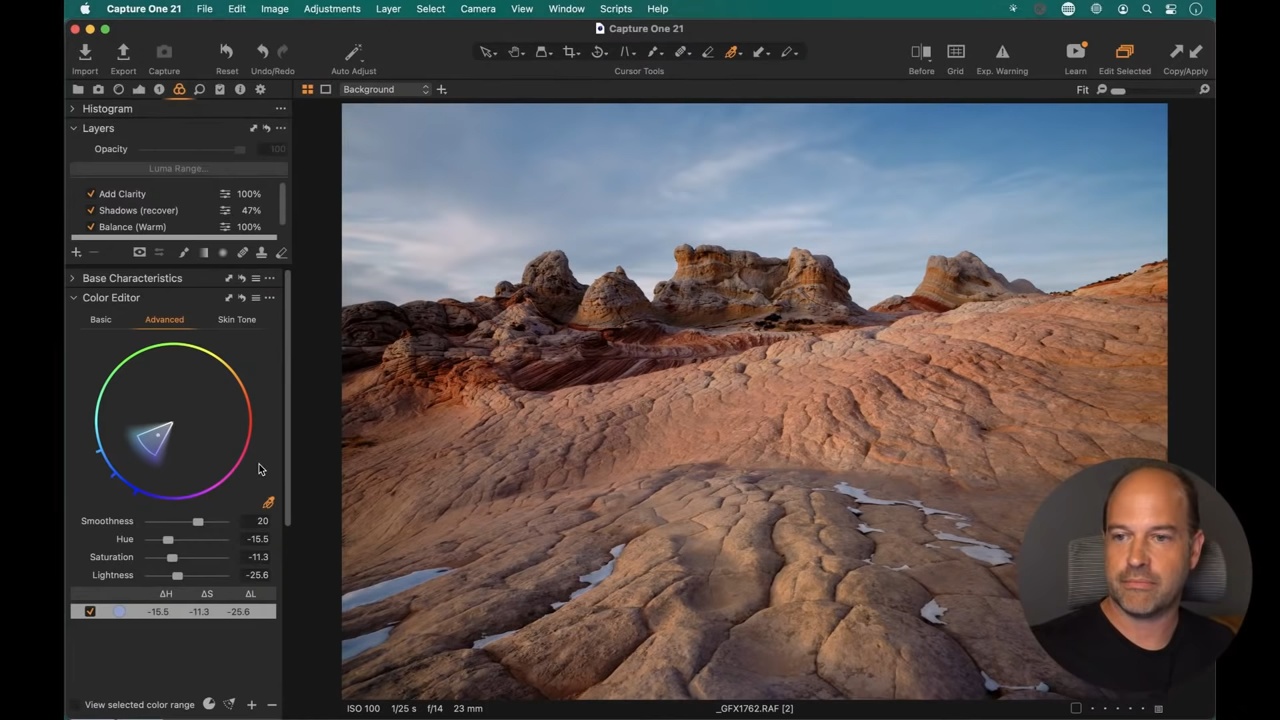 Capture One 21 File Edit Image Adjustments Layer Select Camera View Window Scripts Help
Capture One 21
Import Export Capture Reset Undo/Redo Auto Adjust Cursor Tools Before Grid Exp. Warning Learn Edit Selected Copy/Apply
Background Fit
Histogram
Layers
Opacity 100
Luma Range...
Add Clarity 100%
Shadows (recover) 47%
Balance (Warm) 100%
Base Characteristics
Color Editor
Basic Advanced Skin Tone
Smoothness 20
Hue -15.5
Saturation -11.3
Lightness -25.6
ΔH ΔS ΔL
-15.5 -11.3 -25.6
View selected color range
ISO 100 1/25 s f/14 23 mm _GFX1762.RAF [2]